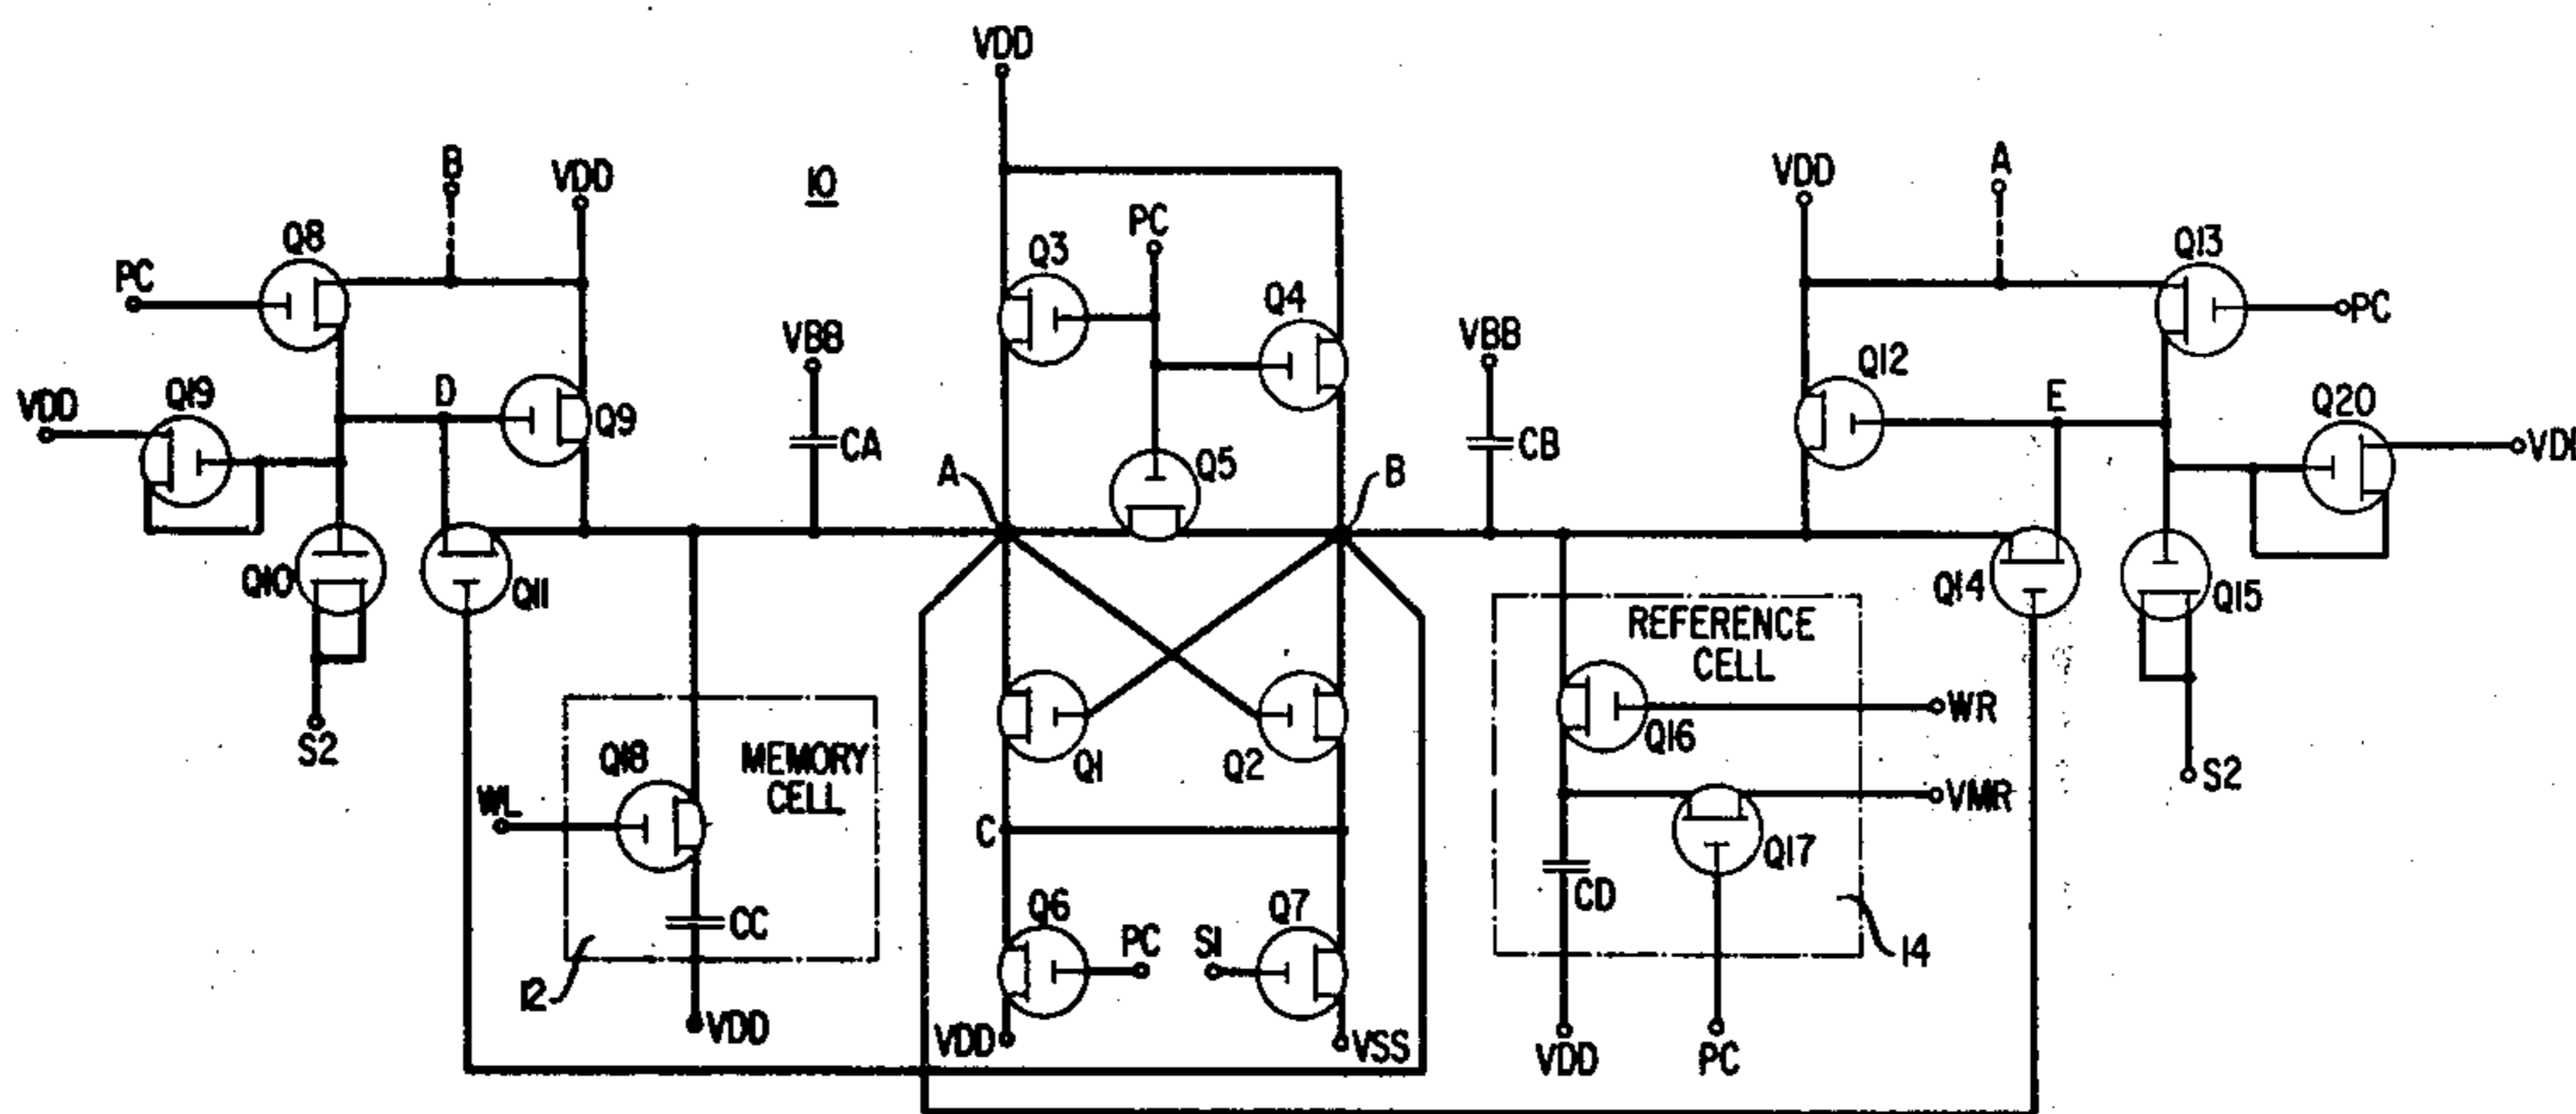 VDD
B
VDD
10
VDD
A
Q8
PC
Q3
PC
Q4
Q13
PC
VDD
Q19
D
Q9
VBB
CA
VBB
CB
Q12
E
Q20
A
Q5
B
Q10
Q11
Q14
Q15
REFERENCE
CELL
S2
Q18
MEMORY
CELL
Q1
Q2
Q16
WR
S2
WL
VMR
C
Q17
CC
Q6
PC
S1
Q7
CD
12
14
VDD
VDD
VSS
VDD
PC